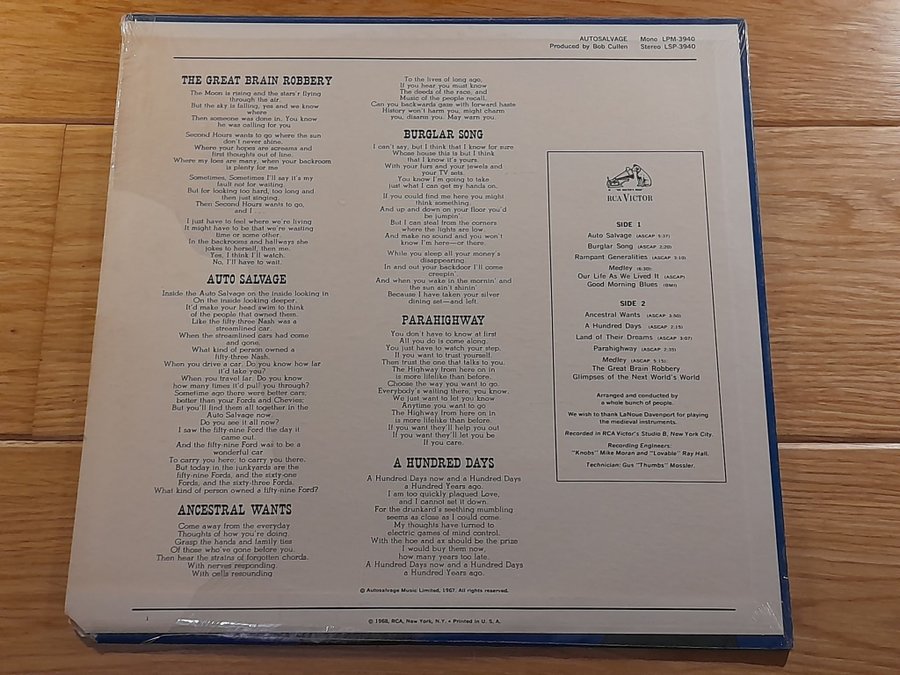 AUTOSALVAGE Mono LPM-3940
Produced by Bob Cullen Stereo LSP-3940
THE GREAT BRAIN ROBBERY
The Moon is rising and the stars'r flying
through the air.
But the sky is falling, yes and we know
where
Then someone was done in. You know
he was calling for you
Second Hours wants to go where the sun
don't never shine.
Where your hopes are screams and
first thoughts out of line.
Where my foes are many, when your backroom
is plenty for me
Sometimes, Sometimes I'll say it's my
fault not for waiting.
But for looking too hard, too long and
then just singing.
Then Second Hours wants to go,
and I . . .
I just have to feel where we're living
It might have to be that we're wasting
time or some other.
In the backrooms and hallways she
jokes to herself, then me.
Yes, I think I'll watch.
No, I'll have to wait.
AUTO SALVAGE
Inside the Auto Salvage on the inside looking in
On the inside looking deeper,
It'd make your head swim to think
of the people that owned them.
Like the fifty-three Nash was a
streamlined car.
When the streamlined cars had come
and gone,
What kind of person owned a
fifty-three Nash.
When you drive a car, Do you know how far
it'd take you?
When you travel far, Do you know
how many times it'd pull you through?
Sometime ago there were better cars;
better than your Fords and Chevies;
But you'll find them all together in the
Auto Salvage now.
Do you see it all now?
I saw the fifty-nine Ford the day it
came out.
And the fifty-nine Ford was to be a
wonderful car
To carry you here; to carry you there.
But today in the junkyards are the
fifty-nine Fords, and the sixty-one
Fords, and the sixty-three Fords.
What kind of person owned a fifty-nine Ford?
ANCESTRAL WANTS
Come away from the everyday
Thoughts of how you're doing,
Grasp the hands and family ties
Of those who've gone before you.
Then hear the strains of forgotten chords.
With nerves responding.
With cells resounding
To the lives of long ago,
If you hear you must know
The deeds of the race, and
Music of the people recall,
Can you backwards gaze with forward haste
History won't harm you; might charm
you, disarm you. May warn you.
BURGLAR SONG
I can't say, but I think that I know for sure
Whose house this is but I think
that I know it's yours.
With your furs and your jewels and
your TV sets,
You know I'm going to take
just what I can get my hands on.
If you could find me here you might
think something.
And up and down on your floor you'd
be jumpin'.
But I can steal from the corners
where the lights are low
And make no sound and you won't
know I'm here—or there.
While you sleep all your money's
disappearing
In and out your backdoor I'll come
creepin'.
And when you wake in the mornin' and
the sun ain't shinin'
Because I have taken your silver
dining set—and left.
PARAHIGHWAY
You don't have to know at first
All you do is come along.
You just have to watch your step,
If you want to trust yourself.
Then trust the one that talks to you.
The Highway from here on in
is more lifelike than before.
Choose the way you want to go.
Everybody's waiting there, you know.
We just want to let you know
Anytime you want to go
The Highway from here on in
is more lifelike than before.
If you want they'll help you out
If you want they'll let you be
If you care.
A HUNDRED DAYS
A Hundred Days now and a Hundred Days
a Hundred Years ago.
I am too quickly plagued Love,
and I cannot set it down.
For the drunkard's seething mumbling
seems as close as I could come.
My thoughts have turned to
electric games of mind control.
With the hoe and ax should be the prize
I would buy them now,
how many years too late.
A Hundred Days now and a Hundred Days
a Hundred Years ago.
RCA VICTOR
SIDE 1
Auto Salvage (ASCAP 5:37)
Burglar Song (ASCAP 2:20)
Rampant Generalities (ASCAP 3:10)
Medley (6:30)
Our Life As We Lived It (ASCAP)
Good Morning Blues (BMI)
SIDE 2
Ancestral Wants (ASCAP 3:50)
A Hundred Days (ASCAP 2:15)
Land of Their Dreams (ASCAP 3:07)
Parahighway (ASCAP 2:35)
Medley (ASCAP 5:15)
The Great Brain Robbery
Glimpses of the Next World's World
Arranged and conducted by
a whole bunch of people.
We wish to thank LaNoue Davenport for playing
the medieval instruments.
Recorded in RCA Victor's Studio B, New York City.
Recording Engineers:
"Knobs" Mike Moran and "Lovable" Ray Hall.
Technician: Gus "Thumbs" Mossler.
© Autosalvage Music Limited, 1967. All rights reserved.
© 1968, RCA, New York, N.Y. • Printed in U. S. A.